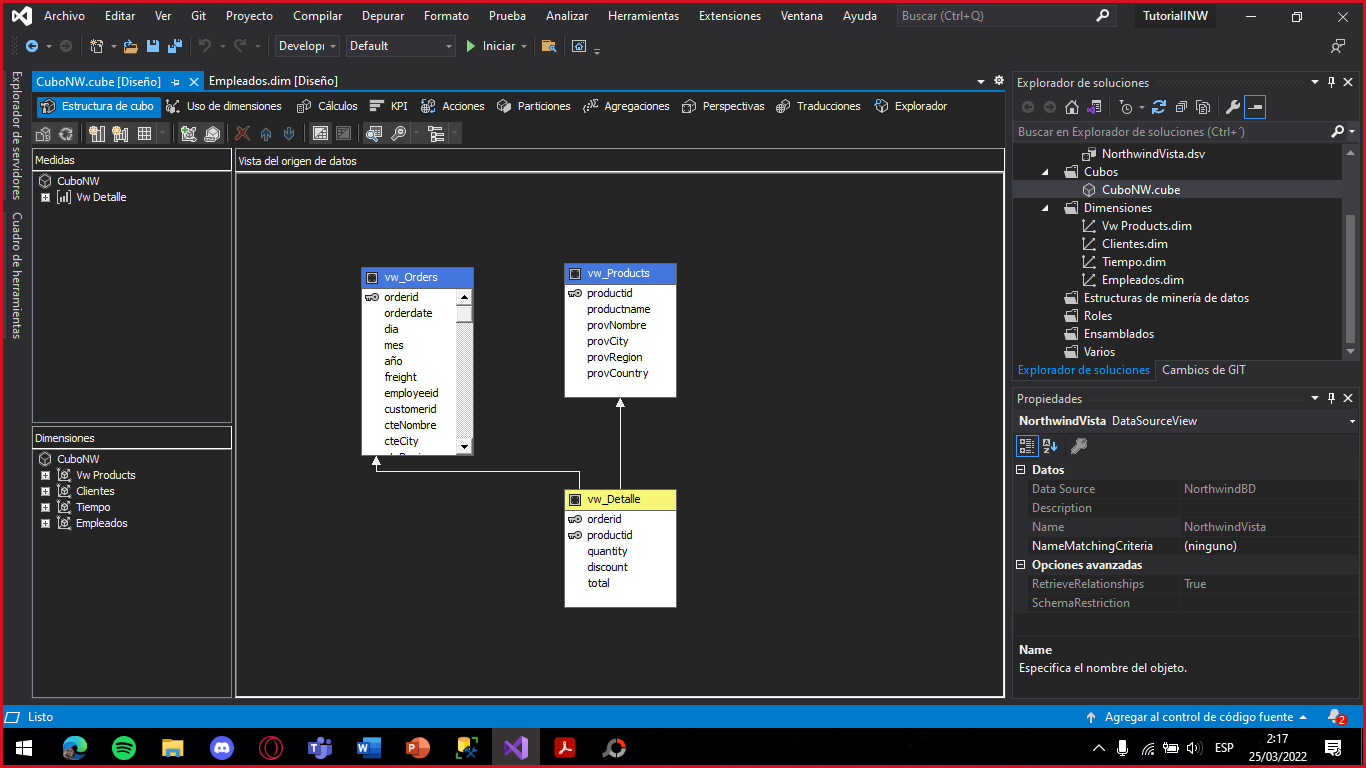 Archivo Editar Ver Git Proyecto Compilar Depurar Formato Prueba Analizar Herramientas Extensiones Ventana Ayuda Buscar (Ctrl+Q) TutorialINW
Developi Default Iniciar
Explorador de servidores
Cuadro de herramientas
CuboNW.cube [Diseño] Empleados.dim [Diseño]
Estructura de cubo Uso de dimensiones Cálculos KPI Acciones Particiones Agregaciones Perspectivas Traducciones Explorador
Medidas
CuboNW
Vw Detalle
Dimensiones
CuboNW
Vw Products
Clientes
Tiempo
Empleados
Vista del origen de datos
vw_Orders
orderid
orderdate
dia
mes
año
freight
employeeid
customerid
cteNombre
cteCity
vw_Products
productid
productname
provNombre
provCity
provRegion
provCountry
vw_Detalle
orderid
productid
quantity
discount
total
Explorador de soluciones
Buscar en Explorador de soluciones (Ctrl+´)
NorthwindVista.dsv
Cubos
CuboNW.cube
Dimensiones
Vw Products.dim
Clientes.dim
Tiempo.dim
Empleados.dim
Estructuras de minería de datos
Roles
Ensamblados
Varios
Explorador de soluciones Cambios de GIT
Propiedades
NorthwindVista DataSourceView
Datos
Data Source NorthwindBD
Description
Name NorthwindVista
NameMatchingCriteria (ninguno)
Opciones avanzadas
RetrieveRelationships True
SchemaRestriction
Name
Especifica el nombre del objeto.
Listo Agregar al control de código fuente 2
ESP 2:17
25/03/2022